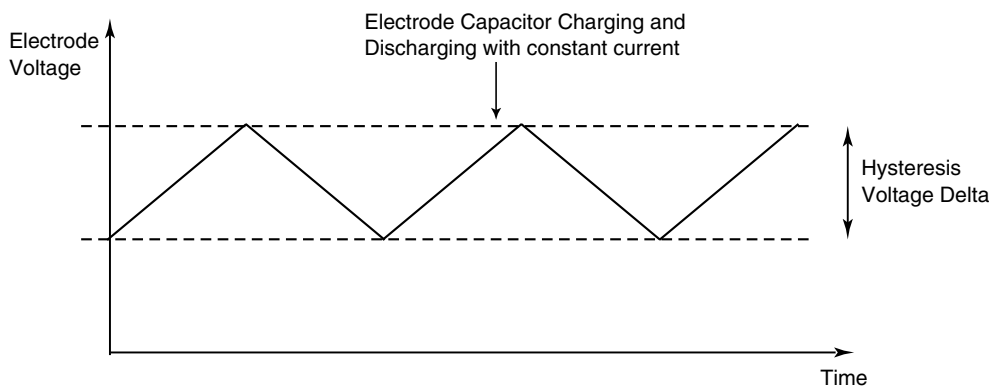 Electrode Capacitor Charging and
Discharging with constant current
Electrode
Voltage
Hysteresis
Voltage Delta
Time